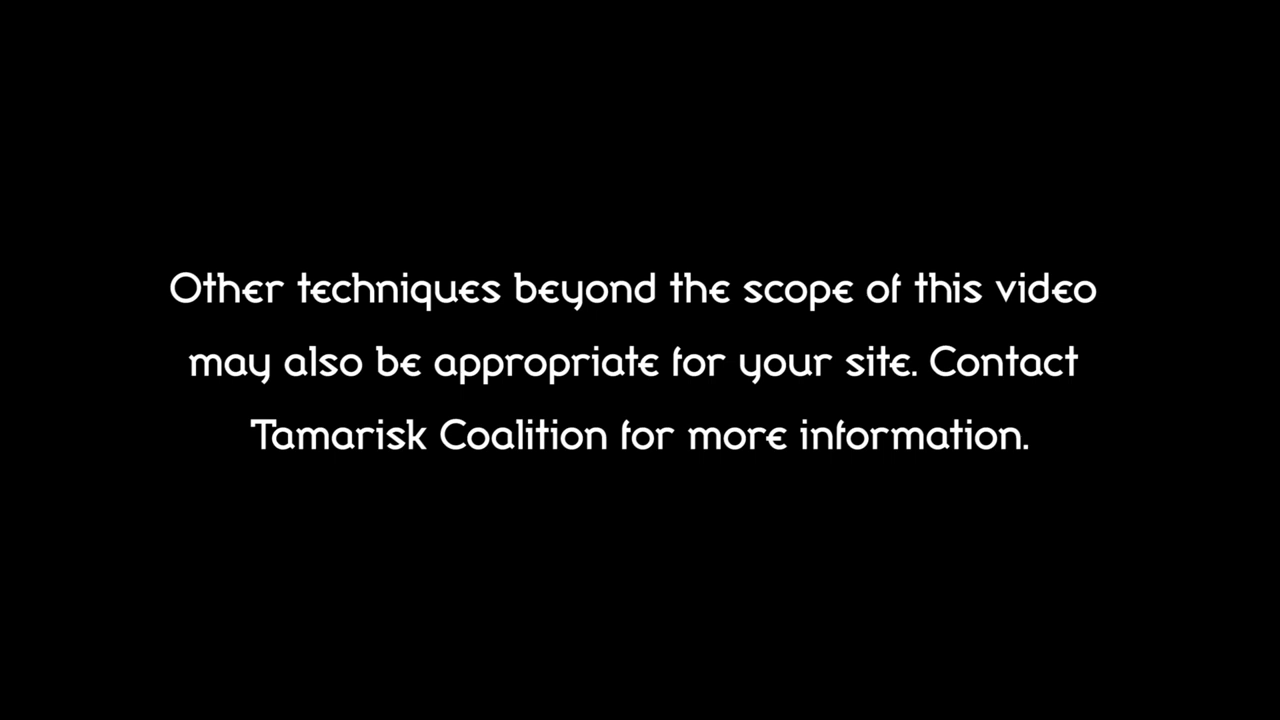 Other techniques beyond the scope of this video
may also be appropriate for your site. Contact
Tamarisk Coalition for more information.